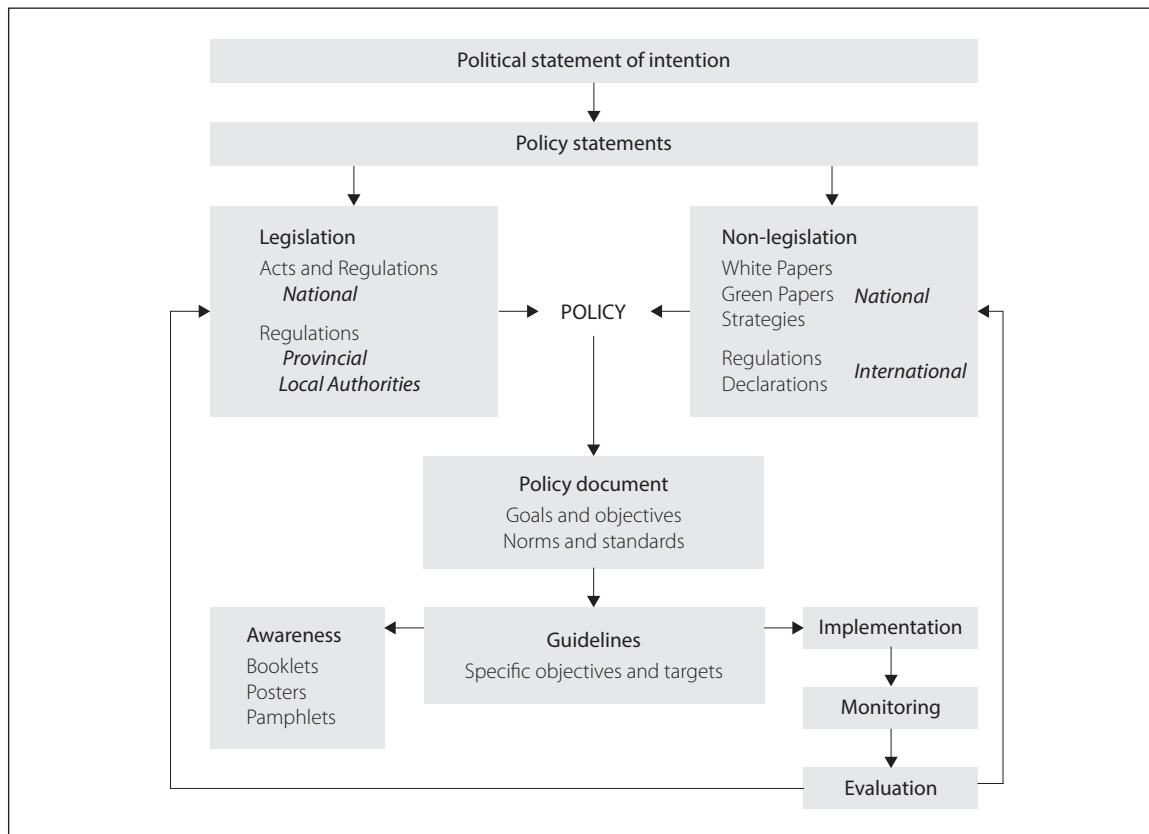 Political statement of intention
Policy statements
Legislation
Acts and Regulations
National
Regulations
Provincial
Local Authorities
POLICY
Non-legislation
White Papers
Green Papers
National
Strategies
Regulations
Declarations
International
Policy document
Goals and objectives
Norms and standards
Awareness
Booklets
Posters
Pamphlets
Guidelines
Specific objectives and targets
Implementation
Monitoring
Evaluation